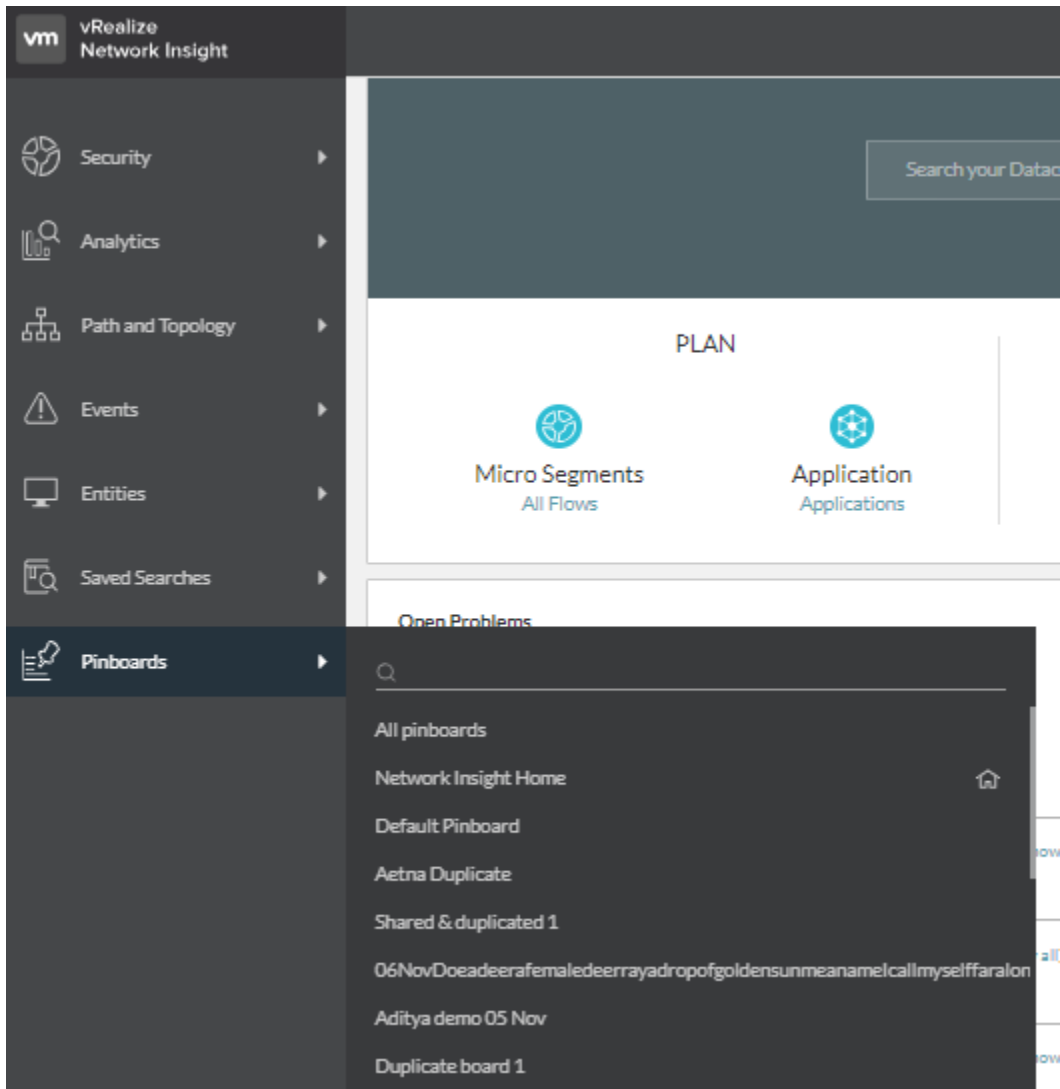 vm
vRealize
Network Insight
Security
Analytics
Path and Topology
Events
Entities
Saved Searches
Pinboards
Search your Datac
PLAN
Micro Segments
All Flows
Application
Applications
Open Problems
All pinboards
Network Insight Home
Default Pinboard
Aetna Duplicate
Shared & duplicated 1
06NovDoeadeerafemaledeerrayadropofgoldensunmeanameIcallmyselffaralon
Aditya demo 05 Nov
Duplicate board 1
all